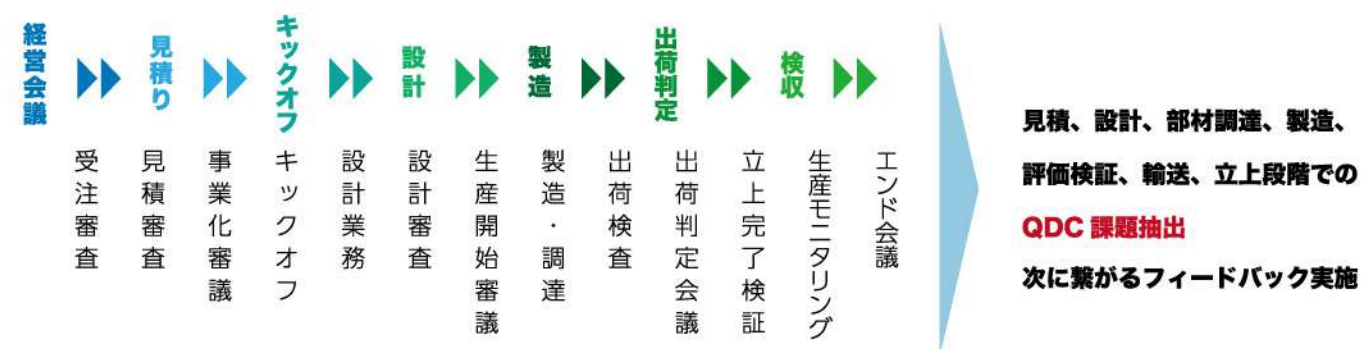 経営会議
見積り
キックオフ
設計
製造
出荷判定
検収
受注審査
見積審査
事業化審議
キックオフ
設計業務
設計審査
生産開始審議
製造・調達
出荷検査
出荷判定会議
立上完了検証
生産モニタリング
エンド会議
見積、設計、部材調達、製造、
評価検証、輸送、立上段階での
QDC 課題抽出
次に繋がるフィードバック実施